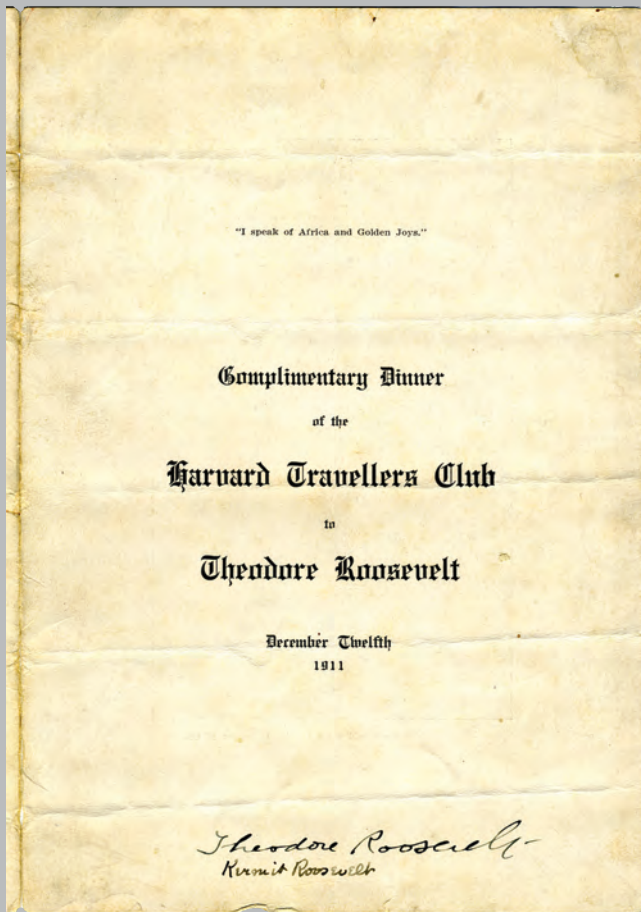 "I speak of Africa and Golden Joys."
Complimentary Dinner
of the
Harvard Travellers Club
to
Theodore Roosevelt
December Twelfth
1911
Theodore Roosevelt
Kermit Roosevelt